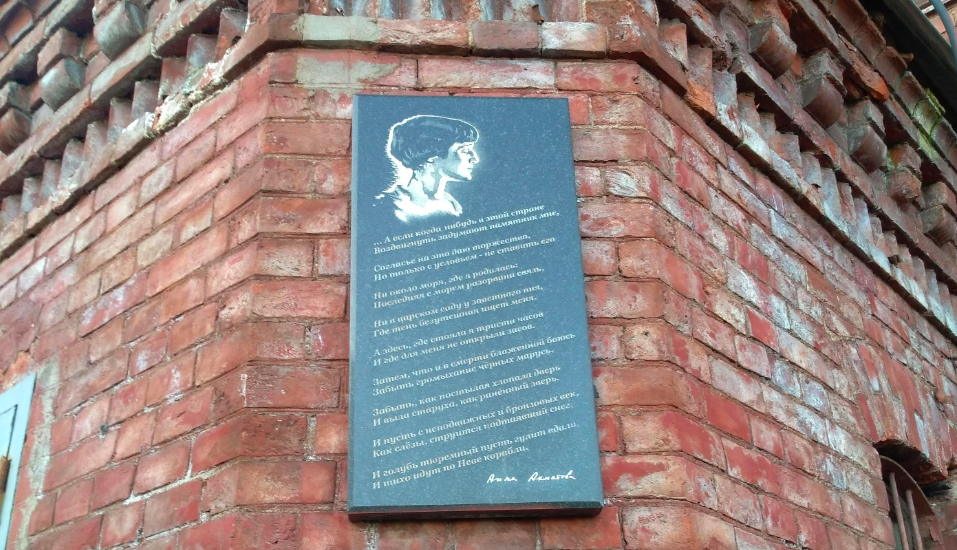 ... А если когда нибудь в этой стране
Воздвигнуть задумают памятник мне,
Согласье на это даю торжество,
Но только с условьем - не ставить его
Ни около моря, где я родилась:
Последняя с морем разорвана связь,
Ни в царском саду у заветного пня,
Где тень безутешная ищет меня.
А здесь, где стояла я триста часов
И где для меня не открыли засов.
Затем, что и в смерти блаженной боюсь
Забыть громыхание чёрных марусь.
Забыть, как постылая хлопала дверь
И выла старуха, как раненый зверь.
И пусть с неподвижных и бронзовых век,
Как слёзы, струится подтаявший снег.
И голубь тюремный пусть гулит вдали.
И тихо идут по Неве корабли.
Анна Ахматова